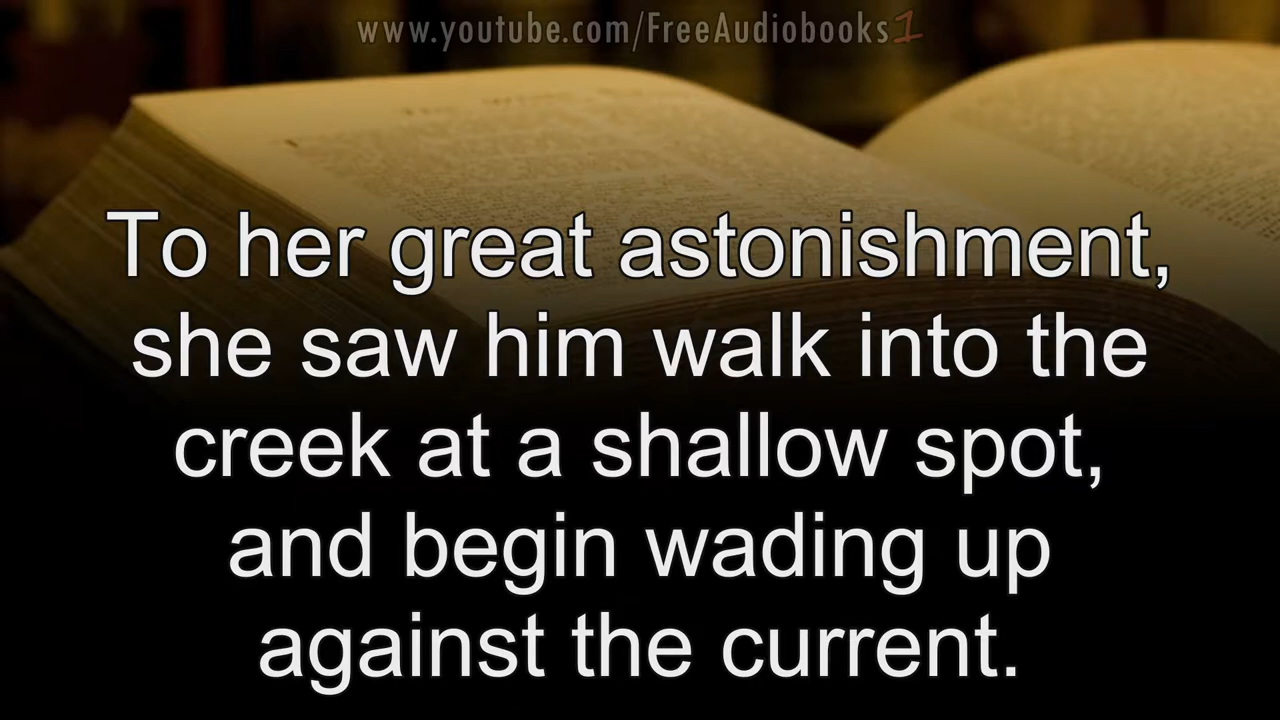 www.youtube.com/FreeAudiobooks1
To her great astonishment,
she saw him walk into the
creek at a shallow spot,
and begin wading up
against the current.